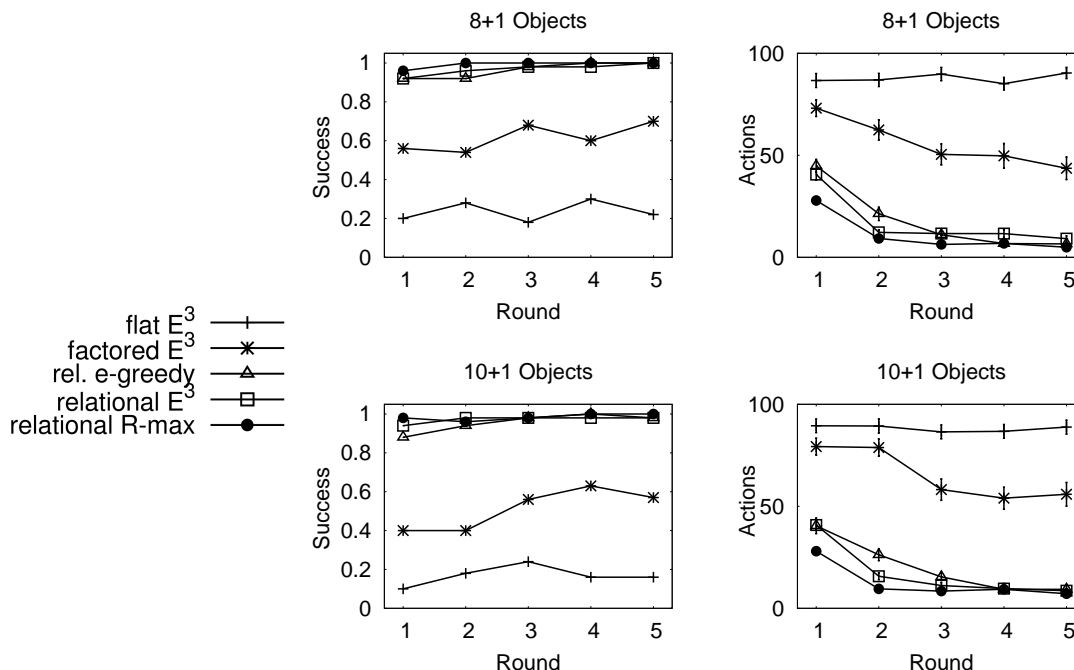 8+1 Objects
1
0.8
0.6
0.4
0.2
0
Success
1 2 3 4 5
Round
8+1 Objects
100
50
0
Actions
1 2 3 4 5
Round
flat E^3
factored E^3
rel. e-greedy
relational E^3
relational R-max
10+1 Objects
1
0.8
0.6
0.4
0.2
0
Success
1 2 3 4 5
Round
10+1 Objects
100
50
0
Actions
1 2 3 4 5
Round